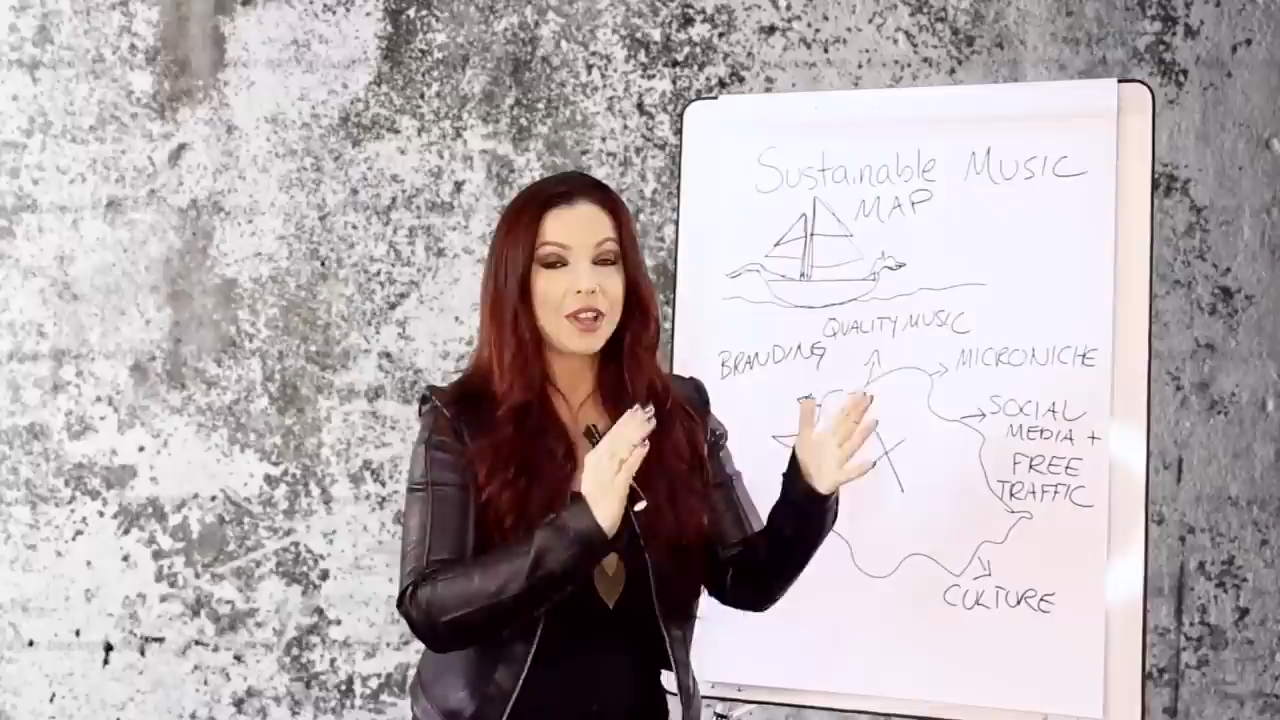 Sustainable Music
MAP
QUALITY MUSIC
BRANDING
MICRONICHE
SOCIAL
MEDIA +
FREE
TRAFFIC
CULTURE